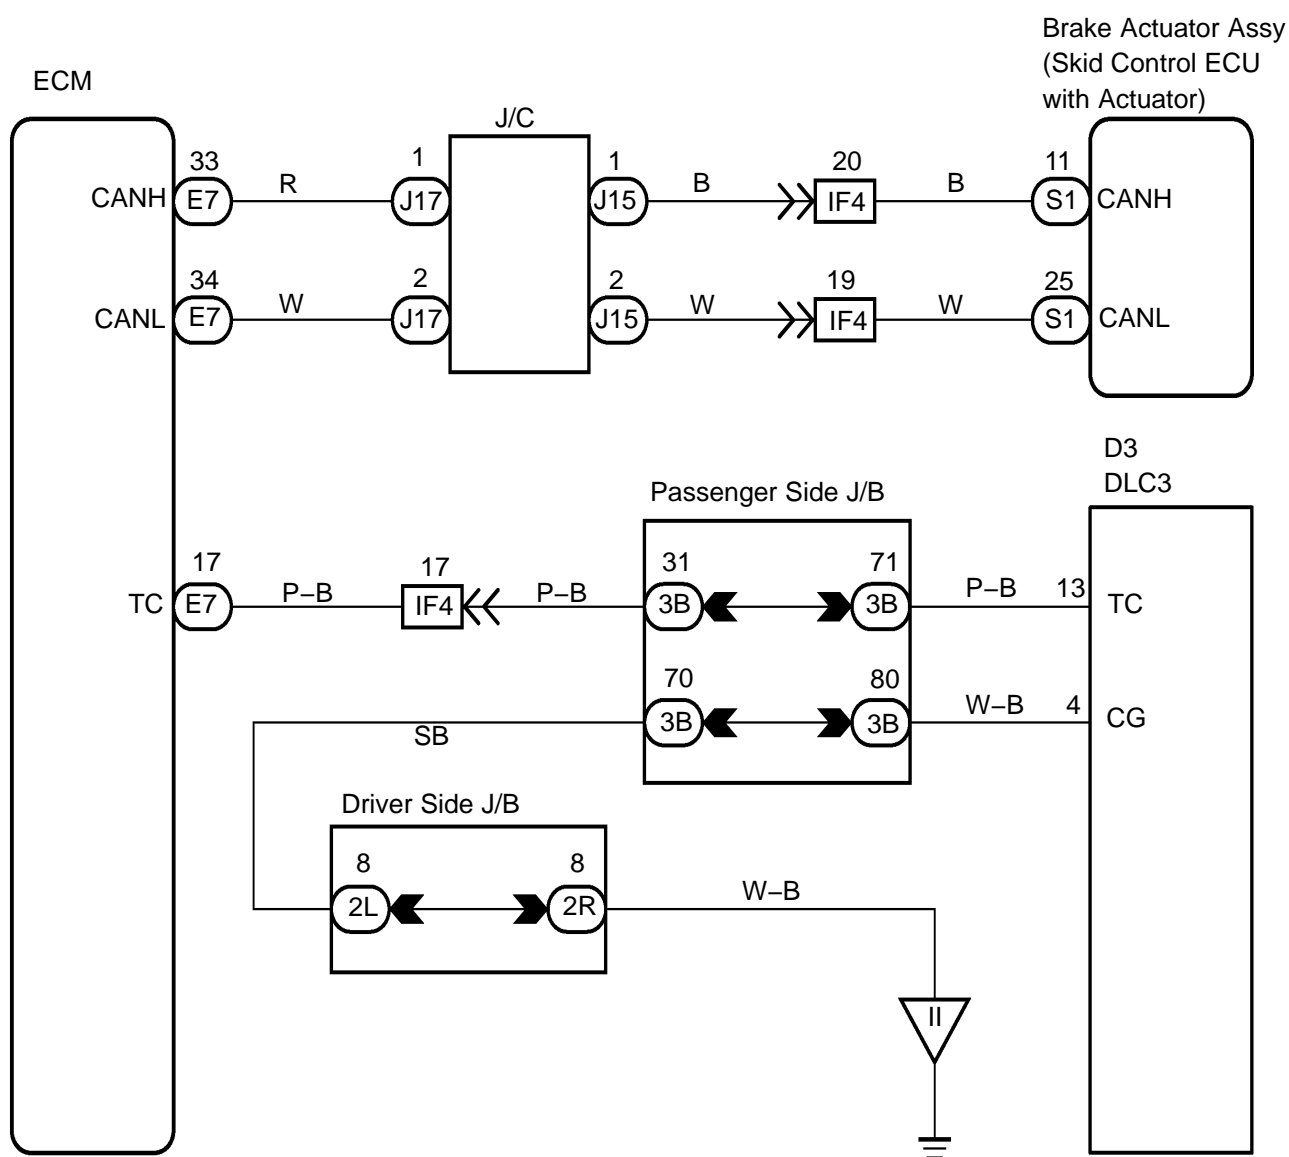 Brake Actuator Assy
(Skid Control ECU
with Actuator)
ECM
J/C
33
1
1
20
11
CANH
E7
R
J17
J15
B
IF4
B
S1
CANH
34
2
2
19
25
CANL
E7
W
J17
J15
W
IF4
W
S1
CANL
D3
DLC3
Passenger Side J/B
17
17
31
71
TC
E7
P–B
IF4
P–B
3B
3B
P–B
13
TC
70
80
SB
3B
3B
W–B
4
CG
Driver Side J/B
8
8
2L
2R
W–B
II